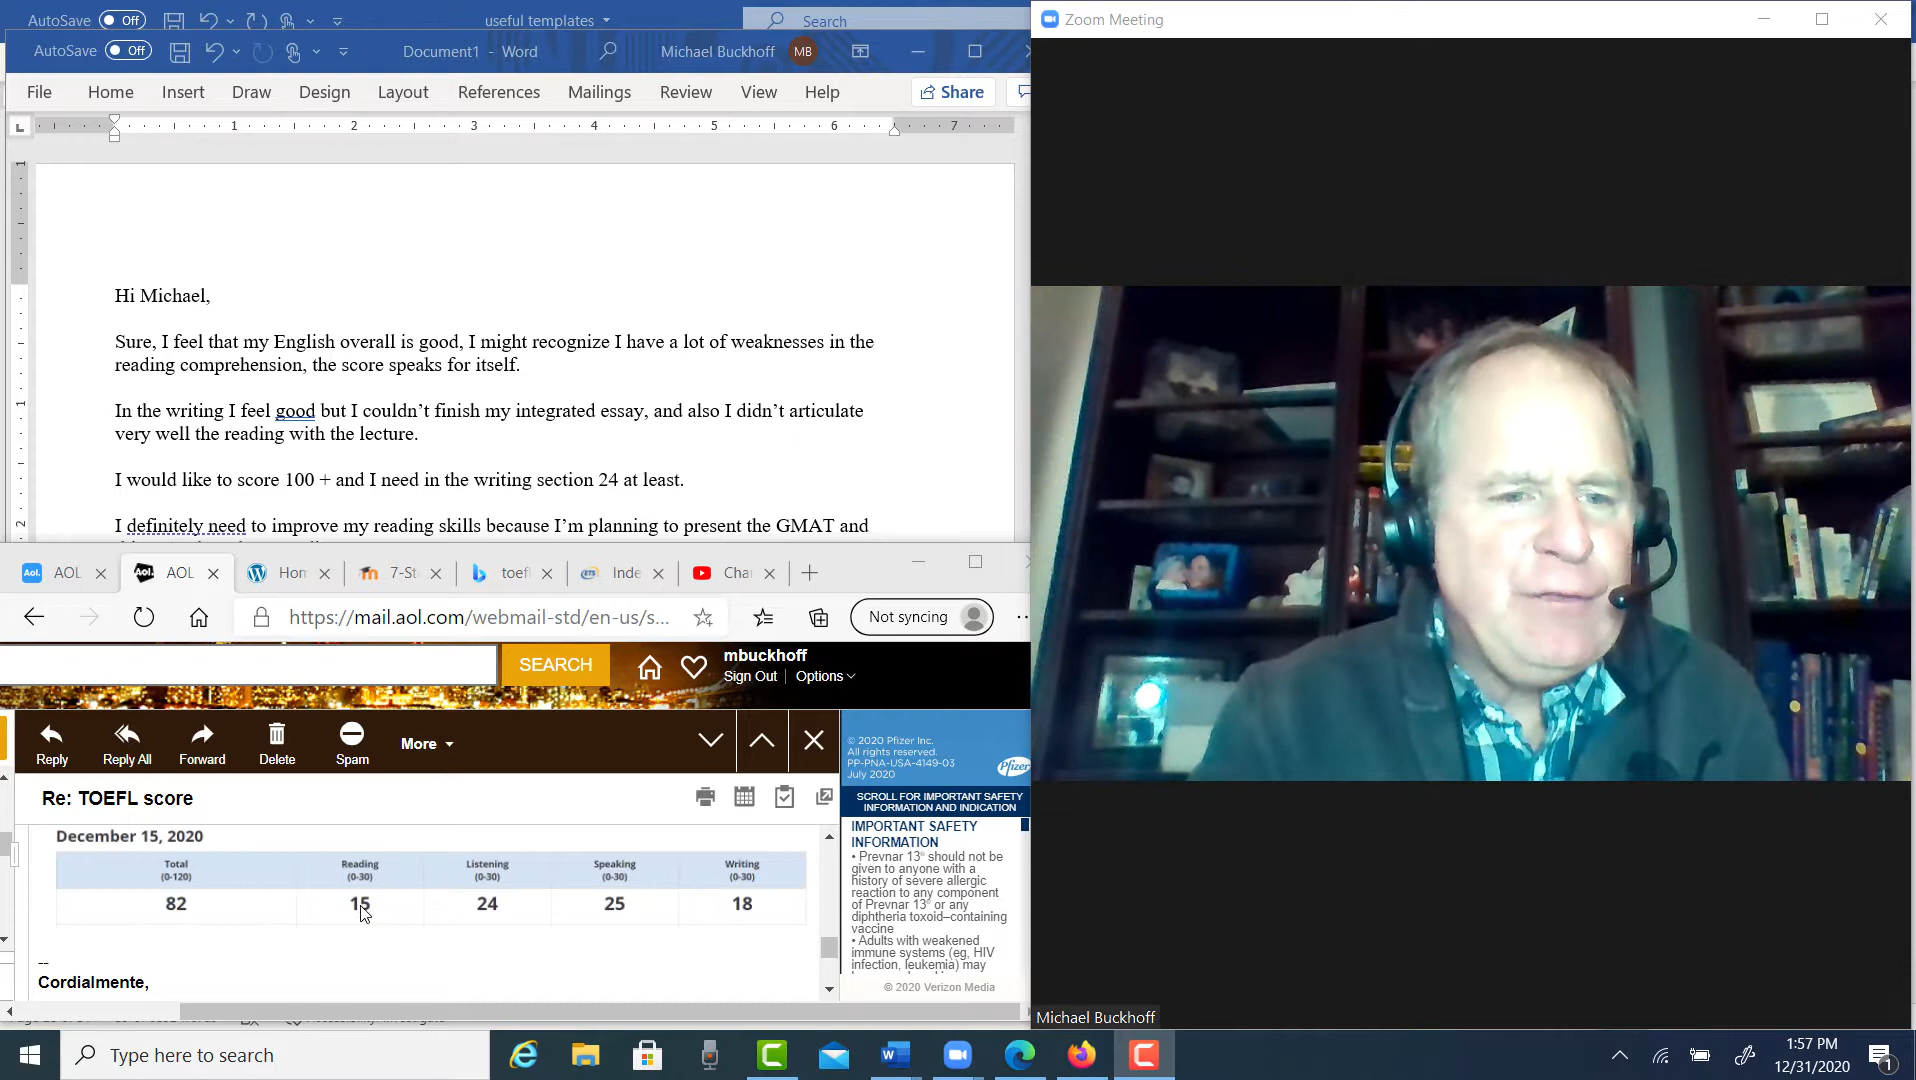 AutoSave Off useful templates Search
AutoSave Off Document1 - Word Michael Buckhoff MB
File Home Insert Draw Design Layout References Mailings Review View Help Share
1 2 3 4 5 6 7
Hi Michael,
Sure, I feel that my English overall is good, I might recognize I have a lot of weaknesses in the
reading comprehension, the score speaks for itself.
In the writing I feel good but I couldn't finish my integrated essay, and also I didn't articulate
very well the reading with the lecture.
I would like to score 100 + and I need in the writing section 24 at least.
I definitely need to improve my reading skills because I'm planning to present the GMAT and
Aol. AOL Aol. AOL Hom 7-St bing toefl Inde Cha
https://mail.aol.com/webmail-std/en-us/s... Not syncing
SEARCH
mbuckhoff
Sign Out Options
Reply Reply All Forward Delete Spam More
Re: TOEFL score
December 15, 2020
Total Reading Listening Speaking Writing
(0-120) (0-30) (0-30) (0-30) (0-30)
82 15 24 25 18
--
Cordialmente,
© 2020 Pfizer Inc.
All rights reserved.
PP-PNA-USA-4149-03
July 2020
Pfizer
SCROLL FOR IMPORTANT SAFETY
INFORMATION AND INDICATION
IMPORTANT SAFETY
INFORMATION
• Prevnar 13® should not be
given to anyone with a
history of severe allergic
reaction to any component
of Prevnar 13® or any
diphtheria toxoid–containing
vaccine
• Adults with weakened
immune systems (eg, HIV
infection, leukemia) may
© 2020 Verizon Media
Zoom Meeting
Michael Buckhoff
Type here to search
1:57 PM
12/31/2020
1